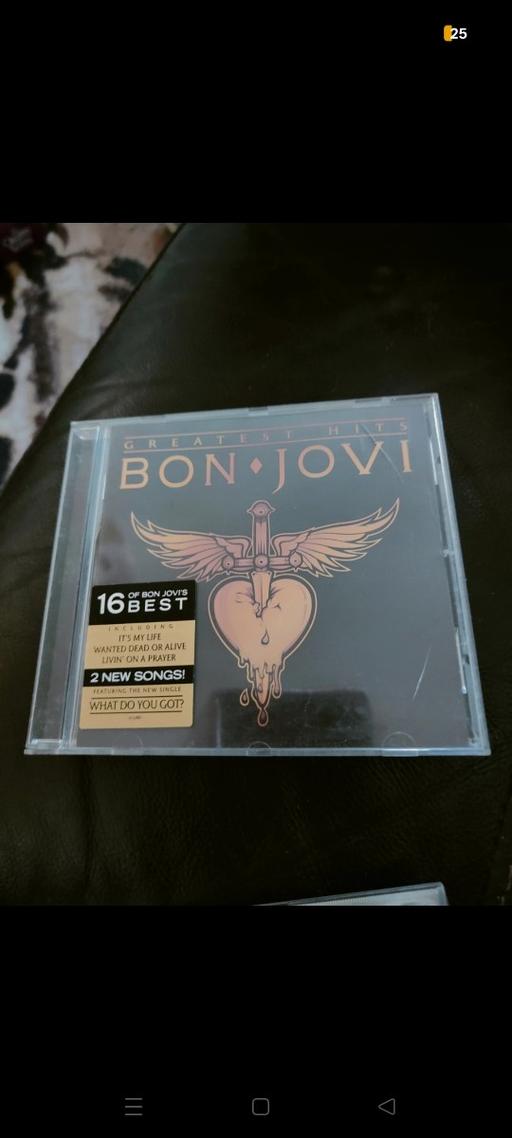 25
GREATEST HITS
BON JOVI
16 OF BON JOVI'S
BEST
INCLUDING
IT'S MY LIFE
WANTED DEAD OR ALIVE
LIVIN' ON A PRAYER
2 NEW SONGS!
FEATURING THE NEW SINGLE
WHAT DO YOU GOT?